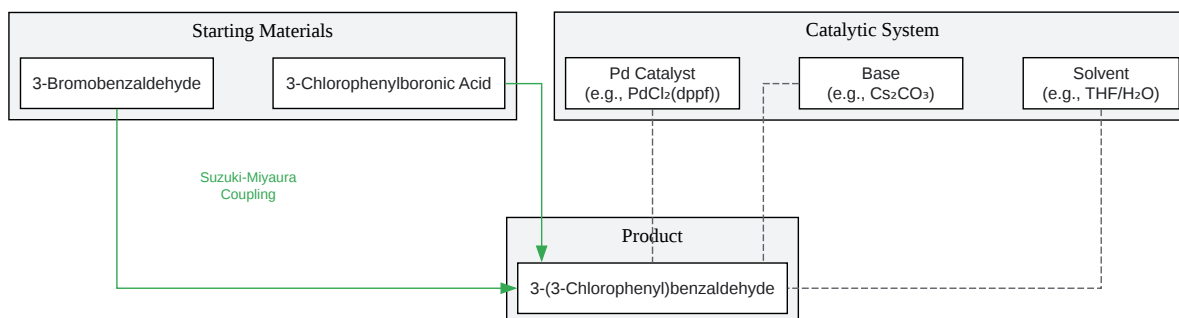 Starting Materials
3-Bromobenzaldehyde
3-Chlorophenylboronic Acid
Catalytic System
Pd Catalyst
(e.g., PdCl₂(dppf))
Base
(e.g., Cs₂CO₃)
Solvent
(e.g., THF/H₂O)
Suzuki-Miyaura
Coupling
Product
3-(3-Chlorophenyl)benzaldehyde